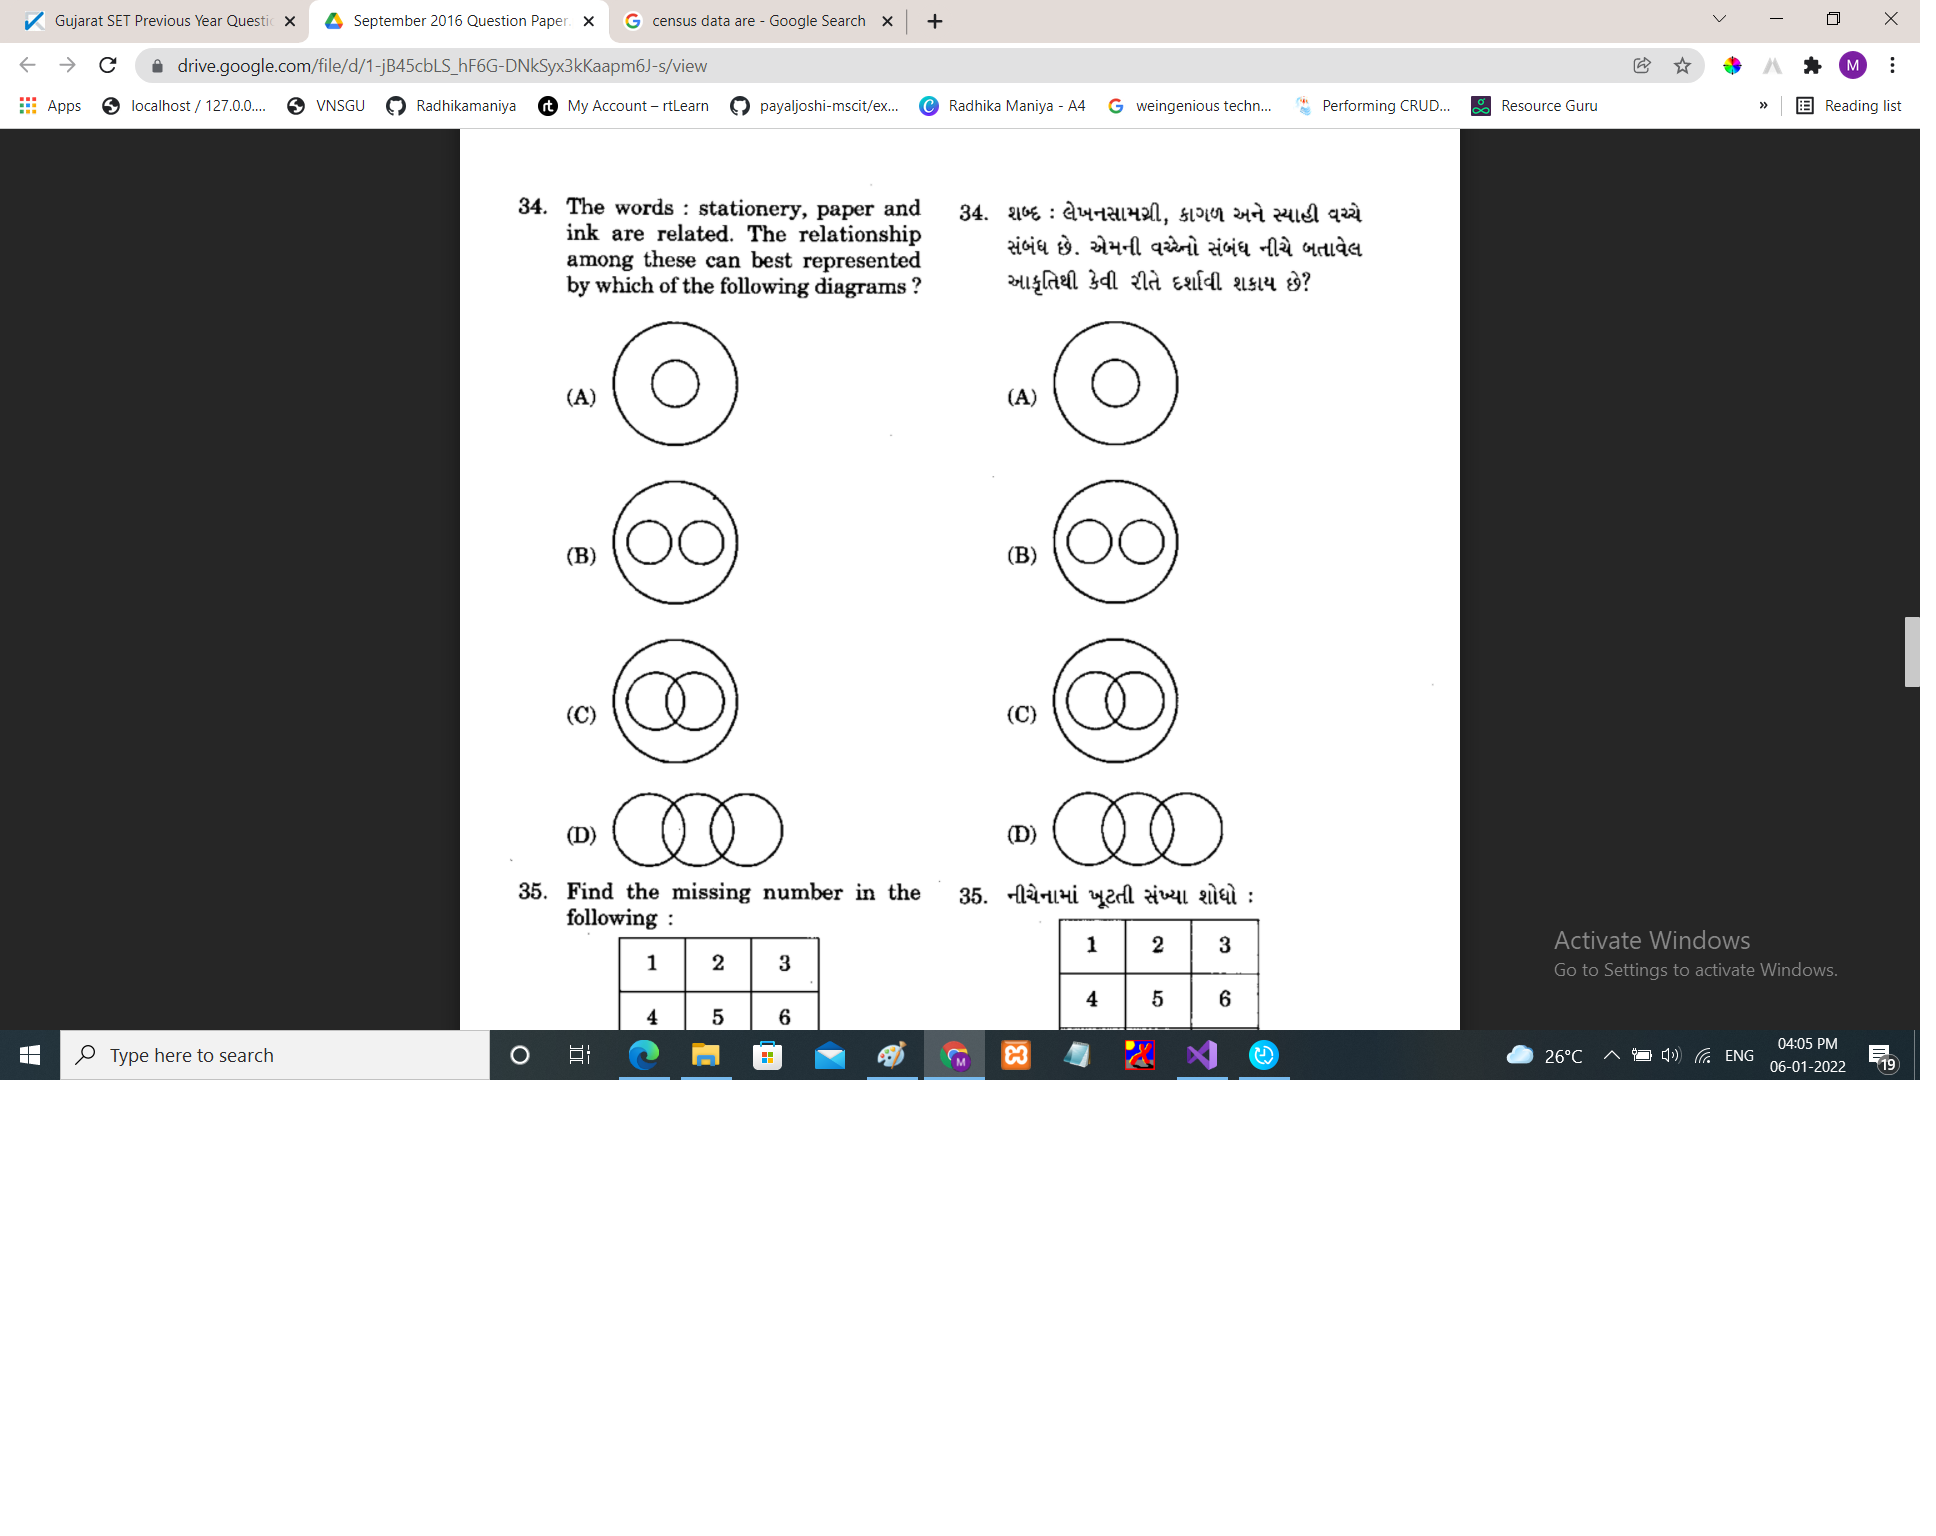 Gujarat SET Previous Year Questi
September 2016 Question Paper
census data are - Google Search
drive.google.com/file/d/1-jB45cbLS_hF6G-DNkSyx3kKaapm6J-s/view
M
Apps
localhost / 127.0.0....
VNSGU
Radhikamaniya
My Account – rtLearn
payaljoshi-mscit/ex...
Radhika Maniya - A4
weingenious techn...
Performing CRUD...
Resource Guru
»
Reading list
34. The words : stationery, paper and
ink are related. The relationship
among these can best represented
by which of the following diagrams ?
(A)
(B)
(C)
(D)
35. Find the missing number in the
following :
1 2 3
4 5 6
34. શબ્દ : લેખનસામગ્રી, કાગળ અને સ્યાહી વચ્ચે
સંબંધ છે. એમની વચ્ચેનો સંબંધ નીચે બતાવેલ
આકૃતિથી કેવી રીતે દર્શાવી શકાય છે?
(A)
(B)
(C)
(D)
35. નીચેનામાં ખૂટતી સંખ્યા શોધો :
1 2 3
4 5 6
Activate Windows
Go to Settings to activate Windows.
Type here to search
M
26°C
ENG
04:05 PM
06-01-2022
19